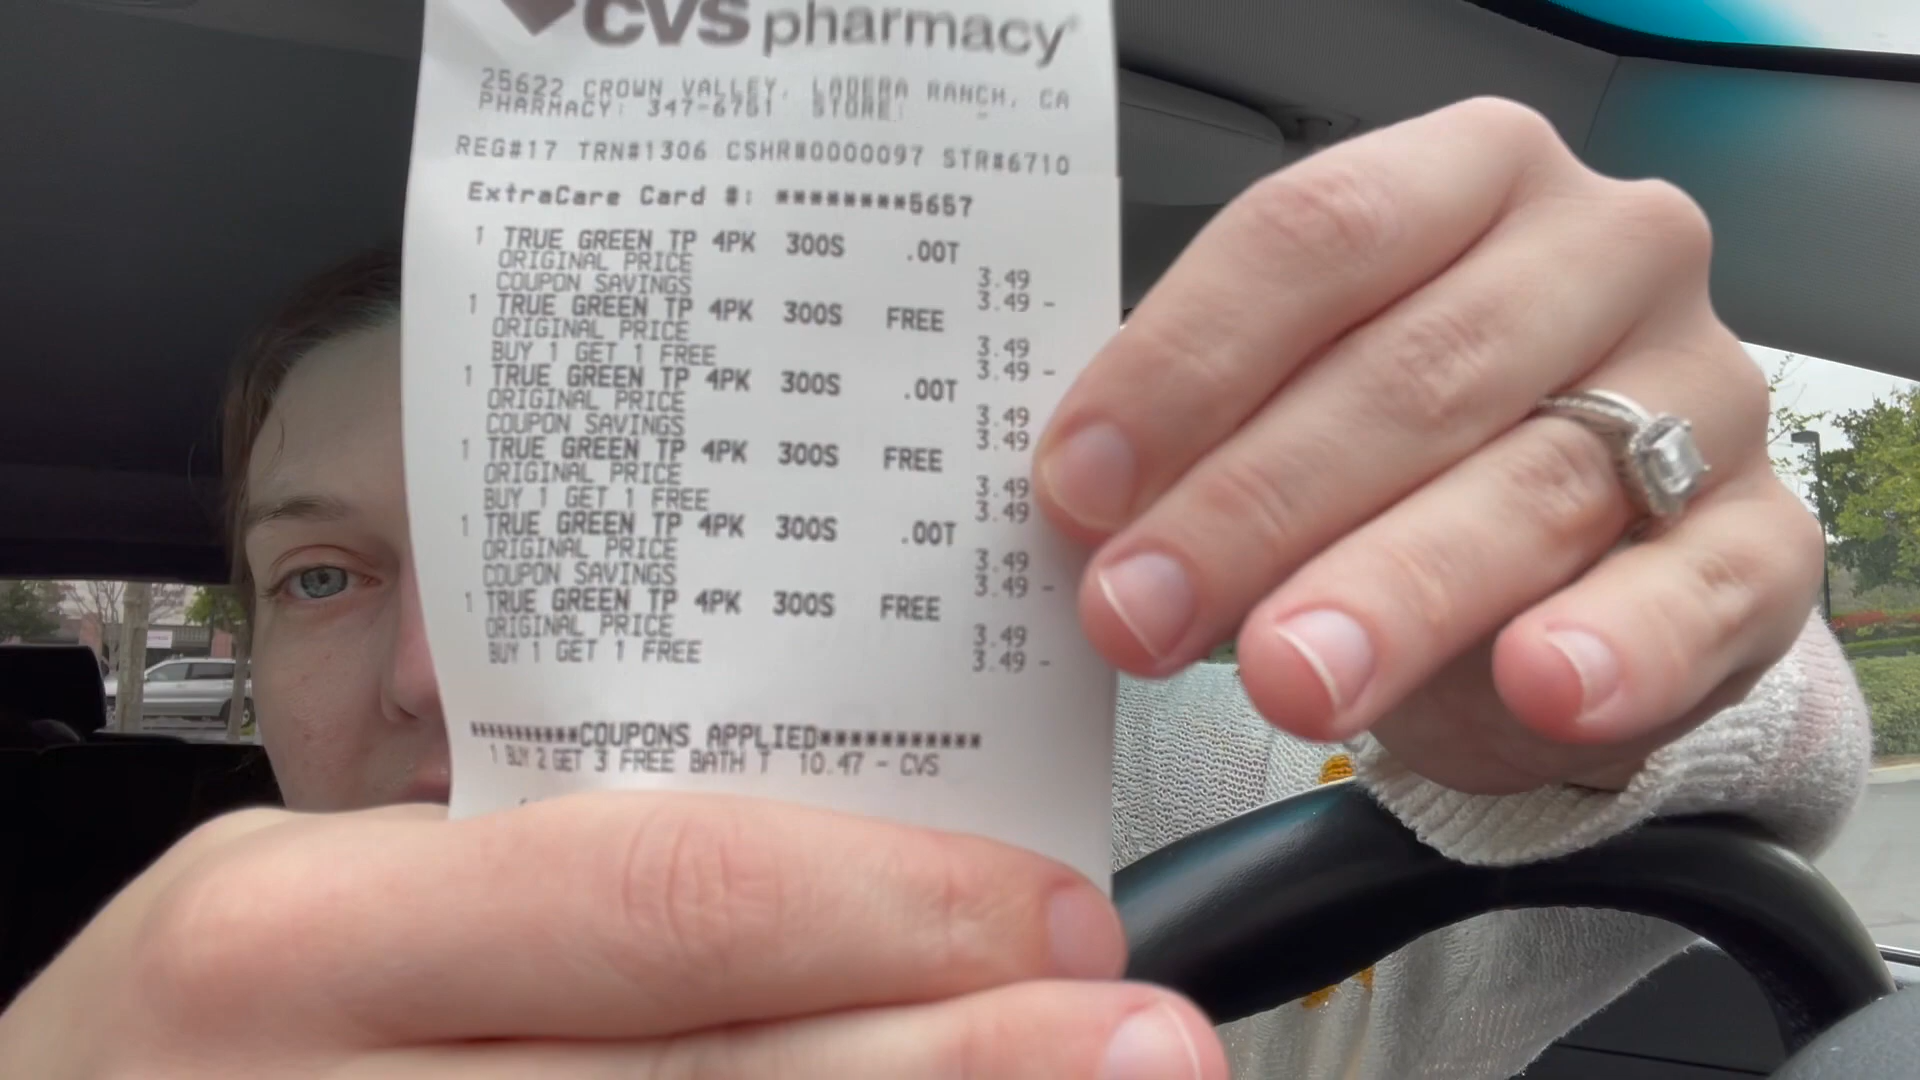 CVS pharmacy®
25622 CROWN VALLEY, LADERA RANCH, CA
PHARMACY: 347-6761 STORE:
REG#17 TRN#1306 CSHR#0000097 STR#6710
ExtraCare Card #: ********5657
1 TRUE GREEN TP 4PK 300S .00T
ORIGINAL PRICE 3.49
COUPON SAVINGS 3.49 -
1 TRUE GREEN TP 4PK 300S FREE
ORIGINAL PRICE 3.49
BUY 1 GET 1 FREE 3.49 -
1 TRUE GREEN TP 4PK 300S .00T
ORIGINAL PRICE 3.49
COUPON SAVINGS 3.49
1 TRUE GREEN TP 4PK 300S FREE
ORIGINAL PRICE 3.49
BUY 1 GET 1 FREE 3.49
1 TRUE GREEN TP 4PK 300S .00T
ORIGINAL PRICE 3.49
COUPON SAVINGS 3.49 -
1 TRUE GREEN TP 4PK 300S FREE
ORIGINAL PRICE 3.49
BUY 1 GET 1 FREE 3.49 -
**********COUPONS APPLIED***********
1 BUY 2 GET 3 FREE BATH T 10.47 - CVS